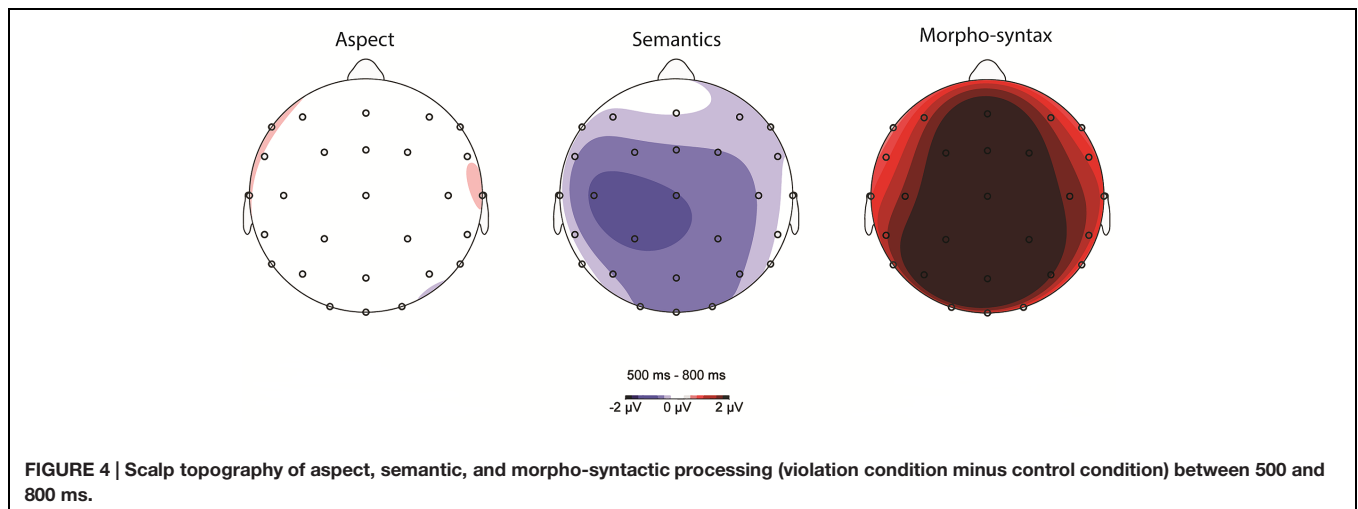 Aspect
Semantics
Morpho-syntax
500 ms - 800 ms
-2 µV 0 µV 2 µV
FIGURE 4 | Scalp topography of aspect, semantic, and morpho-syntactic processing (violation condition minus control condition) between 500 and
800 ms.